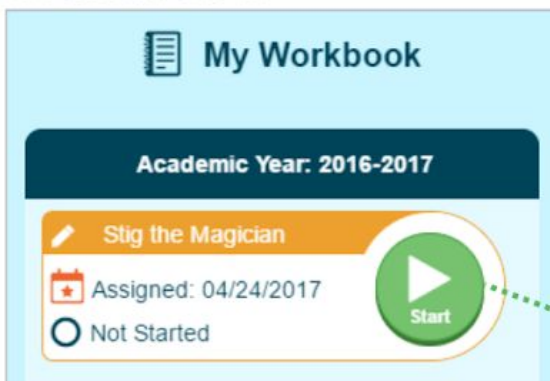 My Workbook
Academic Year: 2016-2017
Stig the Magician
Assigned: 04/24/2017
Not Started
Start